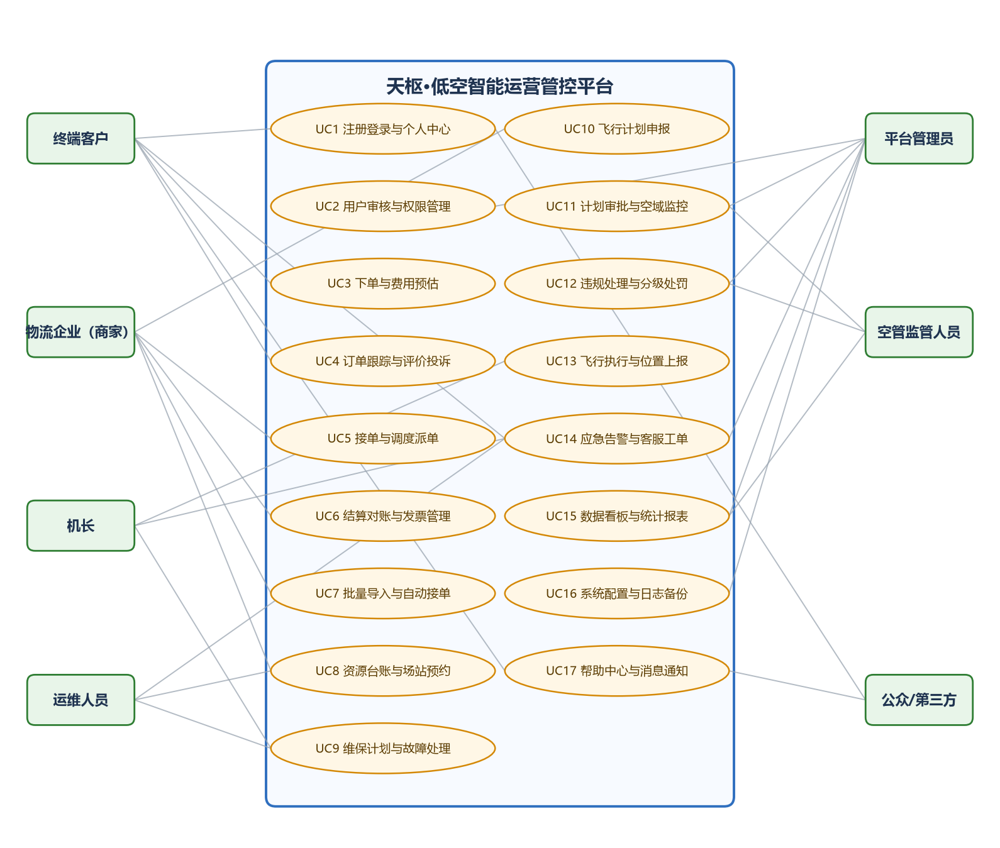 天枢·低空智能运营管控平台
终端客户
物流企业（商家）
机长
运维人员
UC1 注册登录与个人中心
UC2 用户审核与权限管理
UC3 下单与费用预估
UC4 订单跟踪与评价投诉
UC5 接单与调度派单
UC6 结算对账与发票管理
UC7 批量导入与自动接单
UC8 资源台账与场站预约
UC9 维保计划与故障处理
UC10 飞行计划申报
UC11 计划审批与空域监控
UC12 违规处理与分级处罚
UC13 飞行执行与位置上报
UC14 应急告警与客服工单
UC15 数据看板与统计报表
UC16 系统配置与日志备份
UC17 帮助中心与消息通知
平台管理员
空管监管人员
公众/第三方